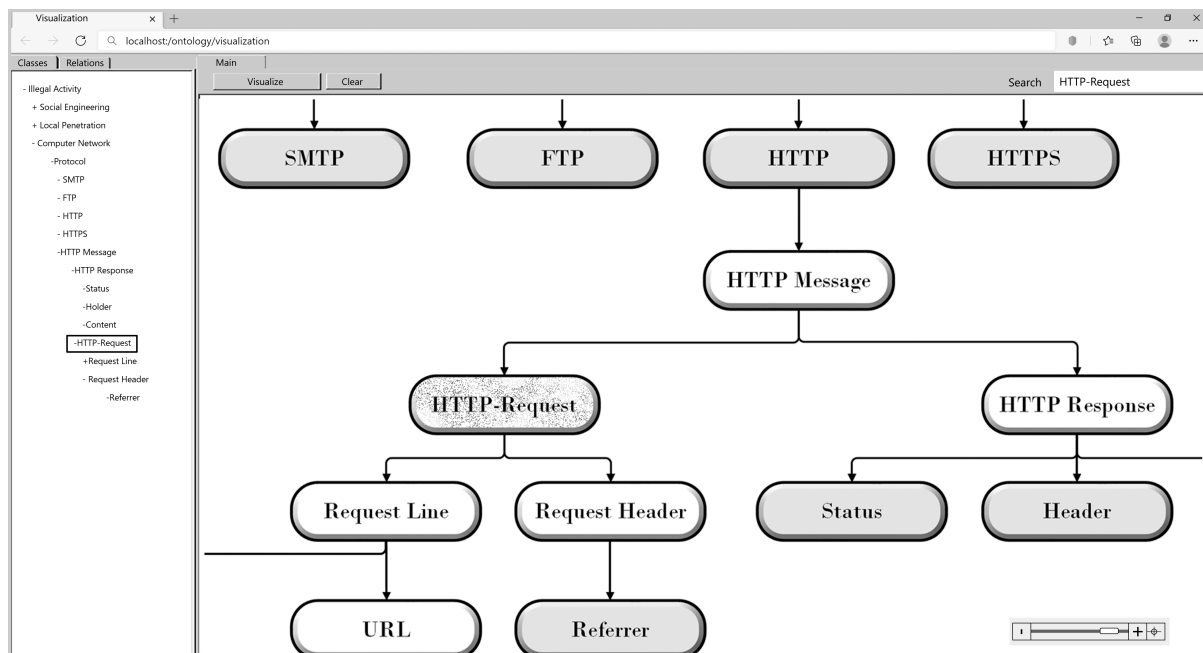 Visualization
localhost:/ontology/visualization
Classes Relations
Main
Visualize Clear
Search HTTP-Request
- Illegal Activity
+ Social Engineering
+ Local Penetration
- Computer Network
-Protocol
- SMTP
- FTP
- HTTP
- HTTPS
-HTTP Message
-HTTP Response
-Status
-Holder
-Content
-HTTP-Request
+Request Line
- Request Header
-Referrer
SMTP FTP HTTP HTTPS
HTTP Message
HTTP-Request HTTP Response
Request Line Request Header Status Header
URL Referrer